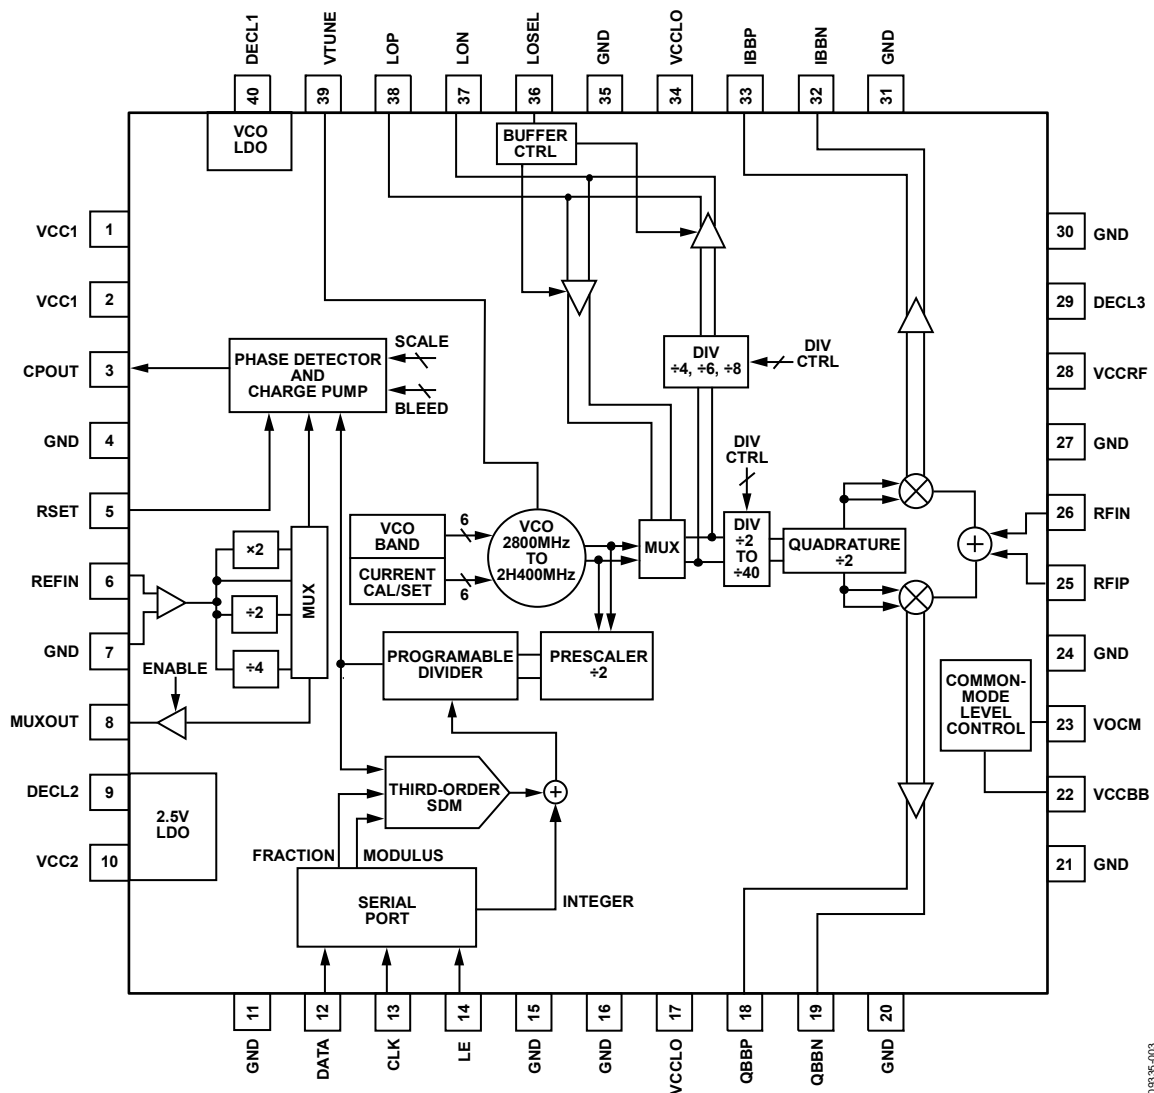 DECL1
VTUNE
LOP
LON
LOSEL
GND
VCCLO
IBBP
IBBN
GND
40
39
38
37
36
35
34
33
32
31
VCO
LDO
BUFFER
CTRL
VCC1
1
VCC1
2
CPOUT
3
GND
4
RSET
5
REFIN
6
GND
7
MUXOUT
8
DECL2
9
VCC2
10
30
GND
29
DECL3
28
VCCRF
27
GND
26
RFIN
25
RFIP
24
GND
23
VOCM
22
VCCBB
21
GND
PHASE DETECTOR
AND
CHARGE PUMP
SCALE
BLEED
DIV
÷4, ÷6, ÷8
DIV
CTRL
DIV
CTRL
VCO
BAND
CURRENT
CAL/SET
6
6
VCO
2800MHz
TO
2H400MHz
MUX
DIV
÷2
TO
÷40
QUADRATURE
÷2
×2
÷2
÷4
MUX
ENABLE
PROGRAMABLE
DIVIDER
PRESCALER
÷2
COMMON-
MODE
LEVEL
CONTROL
THIRD-ORDER
SDM
2.5V
LDO
FRACTION
MODULUS
SERIAL
PORT
INTEGER
11
12
13
14
15
16
17
18
19
20
GND
DATA
CLK
LE
GND
GND
VCCLO
QBBP
QBBN
GND
09335-003